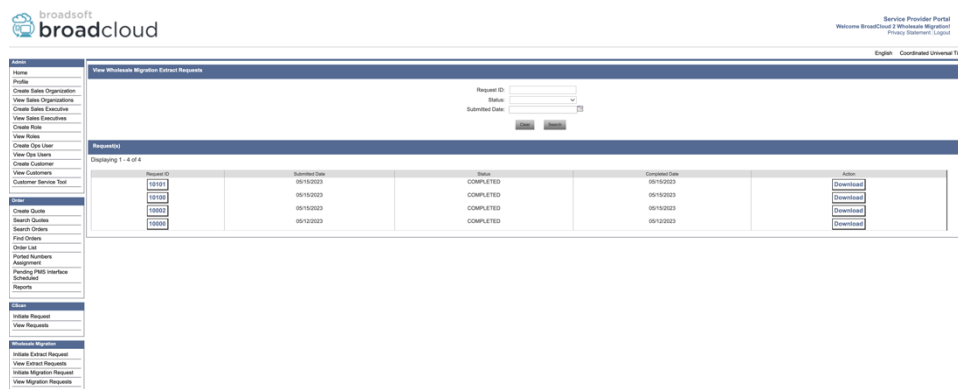 broadsoft
broadcloud
Service Provider Portal
Welcome BroadCloud 2 Wholesale Migration!
Privacy Statement Logout
English Coordinated Universal Ti
Admin
Home
Profile
Create Sales Organization
View Sales Organizations
Create Sales Executive
View Sales Executives
Create Role
View Roles
Create Ops User
View Ops Users
Create Customer
View Customers
Customer Service Tool
Order
Create Quote
Search Quotes
Search Orders
Find Orders
Order List
Ported Numbers
Assignment
Pending PMS Interface
Scheduled
Reports
CScan
Initiate Request
View Requests
Wholesale Migration
Initiate Extract Request
View Extract Requests
Initiate Migration Request
View Migration Requests
View Wholesale Migration Extract Requests
Request ID:
Status:
Submitted Date:
Clear Search
Request(s)
Displaying 1 - 4 of 4
Request ID Submitted Date Status Completed Date Action
10101 05/15/2023 COMPLETED 05/15/2023 Download
10100 05/15/2023 COMPLETED 05/15/2023 Download
10002 05/15/2023 COMPLETED 05/15/2023 Download
10000 05/12/2023 COMPLETED 05/12/2023 Download